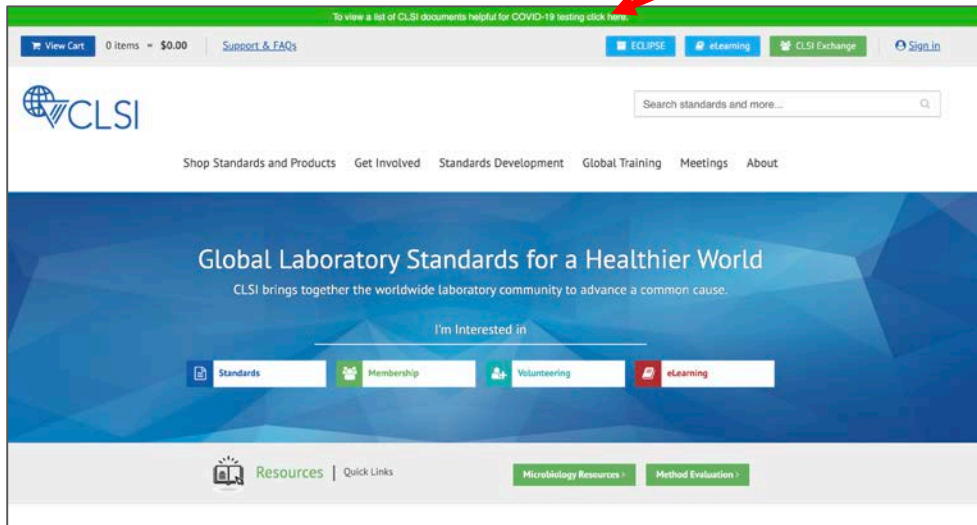 To view a list of CLSI documents helpful for COVID-19 testing click here.
View Cart 0 items - $0.00 Support & FAQs ECLIPSE eLearning CLSI Exchange Sign in
CLSI
Search standards and more...
Shop Standards and Products Get Involved Standards Development Global Training Meetings About
Global Laboratory Standards for a Healthier World
CLSI brings together the worldwide laboratory community to advance a common cause.
I'm Interested in
Standards Membership Volunteering eLearning
Resources | Quick Links Microbiology Resources > Method Evaluation >